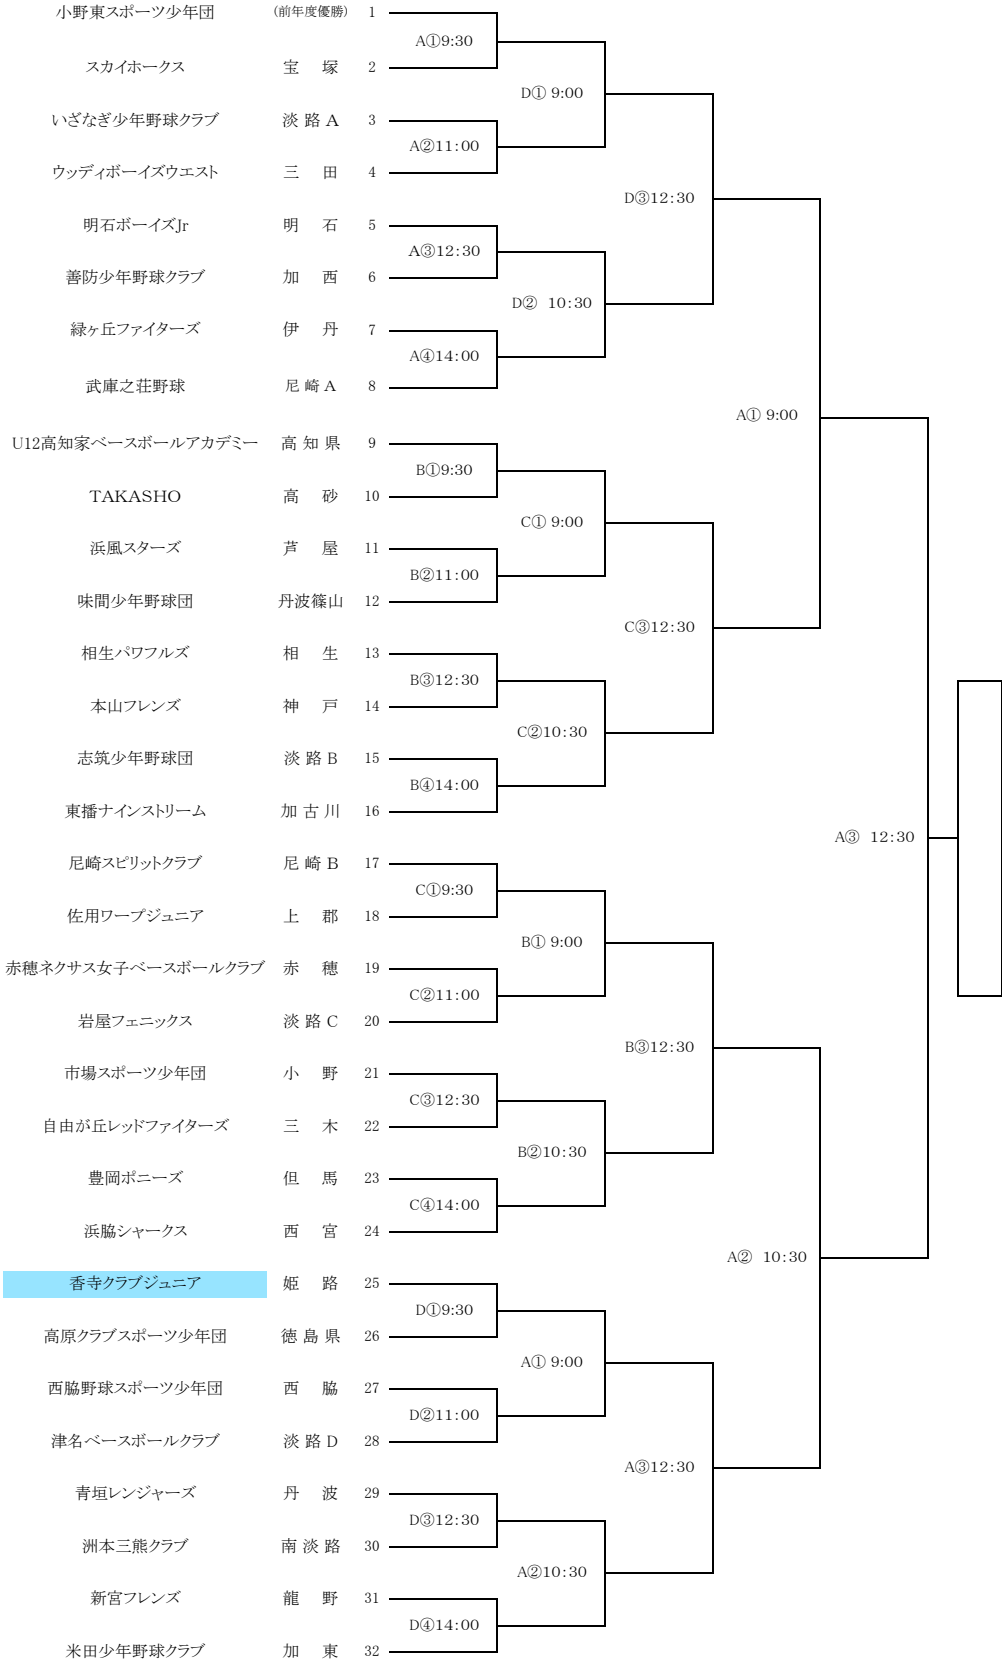 小野東スポーツ少年団 (前年度優勝) 1
A①9:30
スカイホークス 宝 塚 2
D① 9:00
いざなぎ少年野球クラブ 淡路A 3
A②11:00
ウッディボーイズウエスト 三 田 4
D③12:30
明石ボーイズJr 明 石 5
A③12:30
善防少年野球クラブ 加 西 6
D② 10:30
緑ヶ丘ファイターズ 伊 丹 7
A④14:00
武庫之荘野球 尼崎A 8
A① 9:00
U12高知家ベースボールアカデミー 高知県 9
B①9:30
TAKASHO 高 砂 10
C① 9:00
浜風スターズ 芦 屋 11
B②11:00
味間少年野球団 丹波篠山 12
C③12:30
相生パワフルズ 相 生 13
B③12:30
本山フレンズ 神 戸 14
C②10:30
志筑少年野球団 淡路B 15
B④14:00
東播ナインストリーム 加古川 16
A③ 12:30
尼崎スピリットクラブ 尼崎B 17
C①9:30
佐用ワープジュニア 上 郡 18
B① 9:00
赤穂ネクサス女子ベースボールクラブ 赤 穂 19
C②11:00
岩屋フェニックス 淡路C 20
B③12:30
市場スポーツ少年団 小 野 21
C③12:30
自由が丘レッドファイターズ 三 木 22
B②10:30
豊岡ポニーズ 但 馬 23
C④14:00
浜脇シャークス 西 宮 24
A② 10:30
香寺クラブジュニア 姫 路 25
D①9:30
高原クラブスポーツ少年団 徳島県 26
A① 9:00
西脇野球スポーツ少年団 西 脇 27
D②11:00
津名ベースボールクラブ 淡路D 28
A③12:30
青垣レンジャーズ 丹 波 29
D③12:30
洲本三熊クラブ 南淡路 30
A②10:30
新宮フレンズ 龍 野 31
D④14:00
米田少年野球クラブ 加 東 32